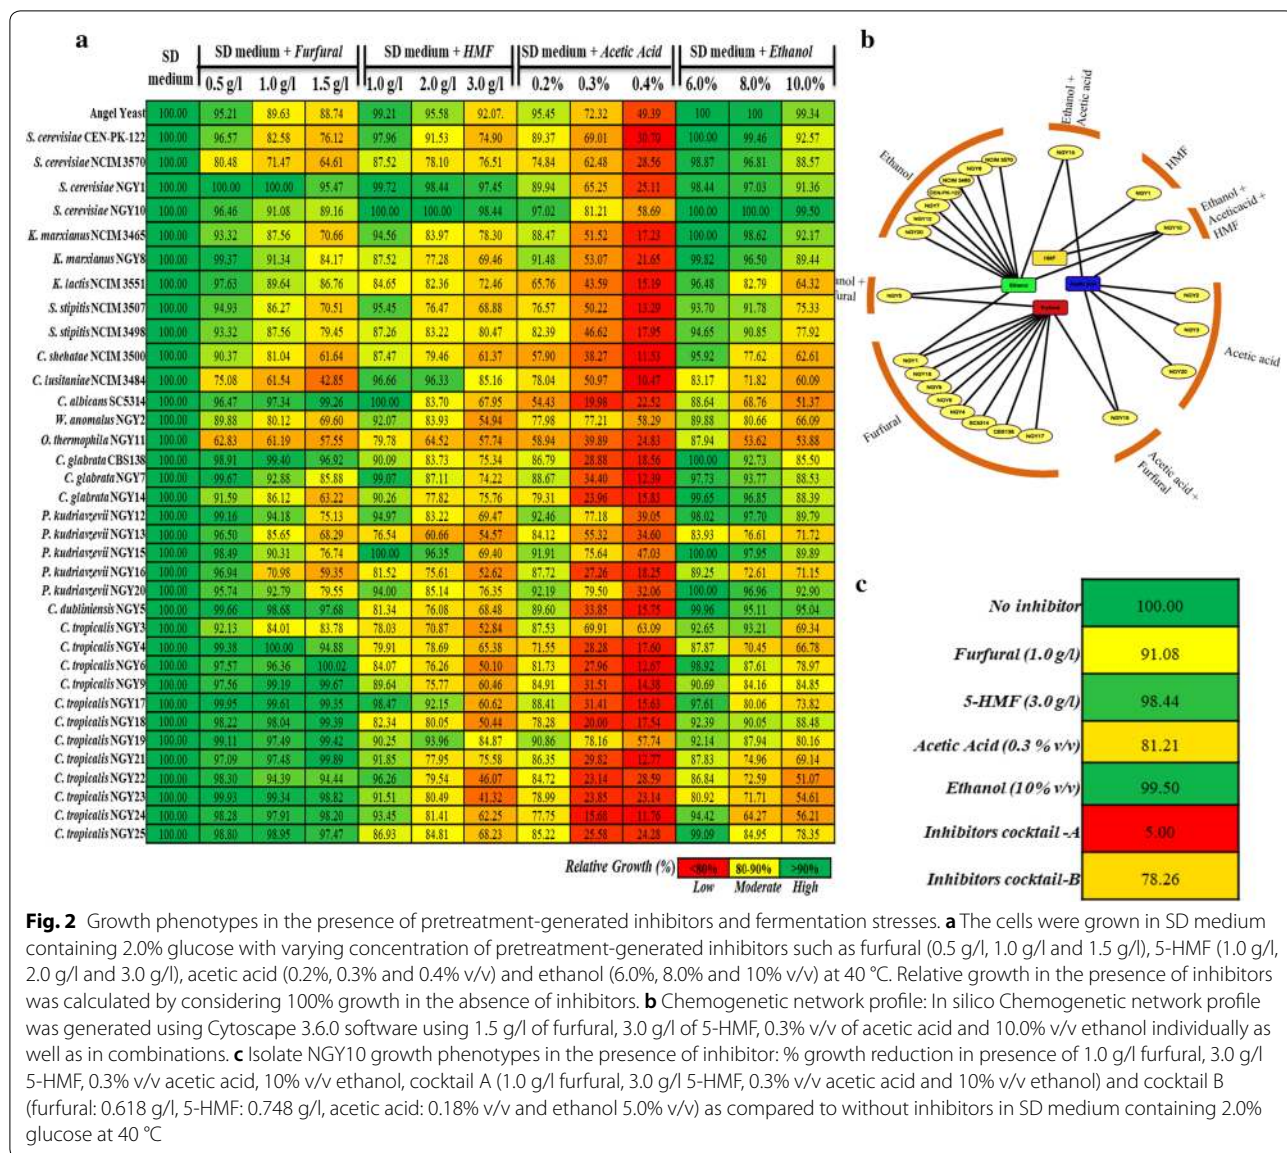 a
SD medium
SD medium + Furfural
SD medium + HMF
SD medium + Acetic Acid
SD medium + Ethanol
0.5 g/l 1.0 g/l 1.5 g/l 1.0 g/l 2.0 g/l 3.0 g/l 0.2% 0.3% 0.4% 6.0% 8.0% 10.0%
Angel Yeast 100.00 95.21 89.63 88.74 99.21 95.58 92.07. 95.45 72.32 49.39 100 100 99.34
S. cerevisiae CEN-PK-122 100.00 96.57 82.58 76.12 97.96 91.53 74.90 89.37 69.01 30.70 100.00 99.46 92.57
S. cerevisiae NCIM 3570 100.00 80.48 71.47 64.61 87.52 78.10 76.51 74.84 62.48 28.56 98.87 96.81 88.57
S. cerevisiae NGY1 100.00 100.00 100.00 95.47 99.72 98.44 97.45 89.94 65.25 25.11 98.44 97.03 91.36
S. cerevisiae NGY10 100.00 96.46 91.08 89.16 100.00 100.00 98.44 97.02 81.21 58.69 100.00 100.00 99.50
K. marxianus NCIM 3465 100.00 93.32 87.56 70.66 94.56 83.97 78.30 88.47 51.52 17.23 100.00 98.62 92.17
K. marxianus NGY8 100.00 99.37 91.34 84.17 87.52 77.28 69.46 91.48 53.07 21.65 99.82 96.50 89.44
K. lactis NCIM 3551 100.00 97.63 89.64 86.76 84.65 82.36 72.46 65.76 43.59 15.19 96.48 82.79 64.32
S. stipitis NCIM 3507 100.00 94.93 86.27 70.51 95.45 76.47 68.88 76.56 50.22 13.29 93.70 91.78 75.33
S. stipitis NCIM 3498 100.00 93.32 87.56 79.45 87.26 83.22 80.47 82.39 46.62 17.95 94.65 90.85 77.92
C. shehatae NCIM 3500 100.00 90.37 81.04 61.64 87.47 79.46 61.37 57.90 38.27 11.53 95.92 77.62 62.61
C. lusitaniae NCIM 3484 100.00 75.08 61.54 42.85 96.66 96.33 85.16 78.04 50.97 10.47 83.17 71.82 60.09
C. albicans SC5314 100.00 96.47 97.34 99.26 100.00 83.70 67.95 54.43 19.98 22.52 88.64 68.76 51.37
W. anomalus NGY2 100.00 89.88 80.12 69.60 92.07 83.93 54.94 77.98 77.21 58.29 89.88 80.66 66.09
O. thermophila NGY11 100.00 62.83 61.19 57.55 79.78 64.52 57.74 58.94 39.89 24.83 87.94 53.62 53.88
C. glabrata CBS138 100.00 98.91 99.40 96.92 90.09 83.73 75.34 86.79 28.88 18.56 100.00 92.73 85.50
C. glabrata NGY7 100.00 99.67 92.88 85.88 99.07 87.11 74.22 88.67 34.40 12.39 97.73 93.77 88.53
C. glabrata NGY14 100.00 91.59 86.12 63.22 90.26 77.82 75.76 79.31 23.96 15.83 99.65 96.85 88.39
P. kudriavzevii NGY12 100.00 99.16 94.18 75.13 94.97 83.22 69.47 92.46 77.18 39.05 98.02 97.70 89.79
P. kudriavzevii NGY13 100.00 96.50 85.65 68.29 76.54 60.66 54.57 84.12 55.32 34.60 83.93 76.61 71.72
P. kudriavzevii NGY15 100.00 98.49 90.31 76.74 100.00 96.35 69.40 91.91 75.64 47.03 100.00 97.95 89.89
P. kudriavzevii NGY16 100.00 96.94 70.98 59.35 81.52 75.61 52.62 87.72 27.26 18.25 89.25 72.61 71.15
P. kudriavzevii NGY20 100.00 95.74 92.79 79.55 94.00 85.14 76.35 92.19 79.50 32.06 100.00 96.96 92.90
C. dubliniensis NGY5 100.00 99.66 98.68 97.68 81.34 76.08 68.48 89.60 33.85 15.75 99.96 95.11 95.04
C. tropicalis NGY3 100.00 92.13 84.01 83.78 78.03 70.87 52.84 87.53 69.91 63.09 92.65 93.21 69.34
C. tropicalis NGY4 100.00 99.38 100.00 94.88 79.91 78.69 65.38 71.55 28.28 17.60 87.87 70.45 66.78
C. tropicalis NGY6 100.00 97.57 96.36 100.02 84.07 76.26 50.10 81.73 27.96 12.67 98.92 87.61 78.97
C. tropicalis NGY9 100.00 97.56 99.19 99.67 89.64 75.77 60.46 84.91 31.51 14.38 90.69 84.16 84.85
C. tropicalis NGY17 100.00 99.95 99.61 99.35 98.47 92.15 60.62 88.41 31.41 15.63 97.61 80.06 73.82
C. tropicalis NGY18 100.00 98.22 98.04 99.39 82.34 80.05 50.44 78.28 20.00 17.54 92.39 90.05 88.48
C. tropicalis NGY19 100.00 99.11 97.49 99.42 90.25 93.96 84.87 90.86 78.16 57.74 92.14 87.94 80.16
C. tropicalis NGY21 100.00 97.09 97.48 99.89 91.85 77.95 75.58 86.35 29.82 12.77 87.83 74.96 69.14
C. tropicalis NGY22 100.00 98.30 94.39 94.44 96.26 79.54 46.07 84.72 23.14 28.59 86.84 72.59 51.07
C. tropicalis NGY23 100.00 99.93 99.34 98.82 91.51 80.49 41.32 78.99 23.85 23.14 80.92 71.71 54.61
C. tropicalis NGY24 100.00 98.28 97.91 98.20 93.45 81.41 62.25 77.75 15.68 11.76 94.42 64.27 56.21
C. tropicalis NGY25 100.00 98.80 98.95 97.47 86.93 84.81 68.23 85.22 25.58 24.28 99.09 84.95 78.35
Relative Growth (%) <80% 80-90% >90%
Low Moderate High
b
Ethanol + Acetic acid
HMF
Ethanol + Aceticacid + HMF
Acetic acid
Acetic acid + Furfural
Furfural
Ethanol
NCIM 3570
NGY7
NGY12
NGY20
NGY1
NGY10
HMF
Ethanol
NGY5
NGY2
NGY3
NGY20
NGY19
NGY1
NGY18
NGY4
SC5314
CBS138
NGY17
c
No inhibitor 100.00
Furfural (1.0 g/l) 91.08
5-HMF (3.0 g/l) 98.44
Acetic Acid (0.3 % v/v) 81.21
Ethanol (10% v/v) 99.50
Inhibitors cocktail -A 5.00
Inhibitors cocktail-B 78.26
Fig. 2 Growth phenotypes in the presence of pretreatment-generated inhibitors and fermentation stresses. a The cells were grown in SD medium
containing 2.0% glucose with varying concentration of pretreatment-generated inhibitors such as furfural (0.5 g/l, 1.0 g/l and 1.5 g/l), 5-HMF (1.0 g/l,
2.0 g/l and 3.0 g/l), acetic acid (0.2%, 0.3% and 0.4% v/v) and ethanol (6.0%, 8.0% and 10% v/v) at 40 °C. Relative growth in the presence of inhibitors
was calculated by considering 100% growth in the absence of inhibitors. b Chemogenetic network profile: In silico Chemogenetic network profile
was generated using Cytoscape 3.6.0 software using 1.5 g/l of furfural, 3.0 g/l of 5-HMF, 0.3% v/v of acetic acid and 10.0% v/v ethanol individually as
well as in combinations. c Isolate NGY10 growth phenotypes in the presence of inhibitor: % growth reduction in presence of 1.0 g/l furfural, 3.0 g/l
5-HMF, 0.3% v/v acetic acid, 10% v/v ethanol, cocktail A (1.0 g/l furfural, 3.0 g/l 5-HMF, 0.3% v/v acetic acid and 10% v/v ethanol) and cocktail B
(furfural: 0.618 g/l, 5-HMF: 0.748 g/l, acetic acid: 0.18% v/v and ethanol 5.0% v/v) as compared to without inhibitors in SD medium containing 2.0%
glucose at 40 °C